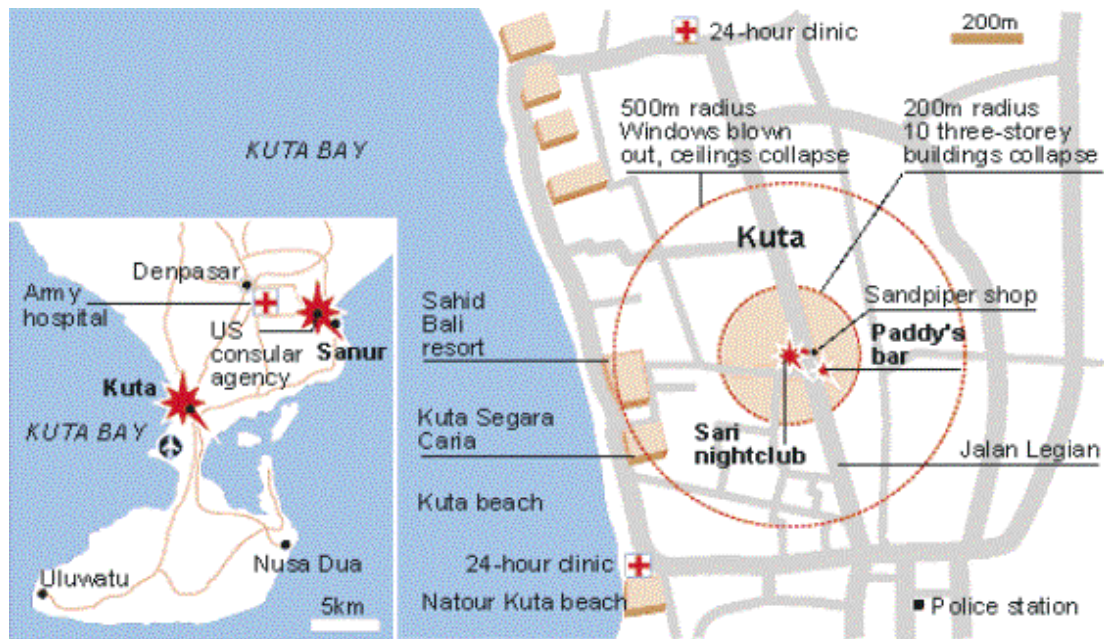 24-hour clinic
200m
500m radius
Windows blown
out, ceilings collapse
200m radius
10 three-storey
buildings collapse
KUTA BAY
Kuta
Denpasar
Army
hospital
US
consular
agency
Sanur
Kuta
KUTA BAY
Nusa Dua
Uluwatu
5km
Sahid
Bali
resort
Sandpiper shop
Paddy's
bar
Kuta Segara
Caria
Sari
nightclub
Jalan Legian
Kuta beach
24-hour clinic
Natour Kuta beach
Police station